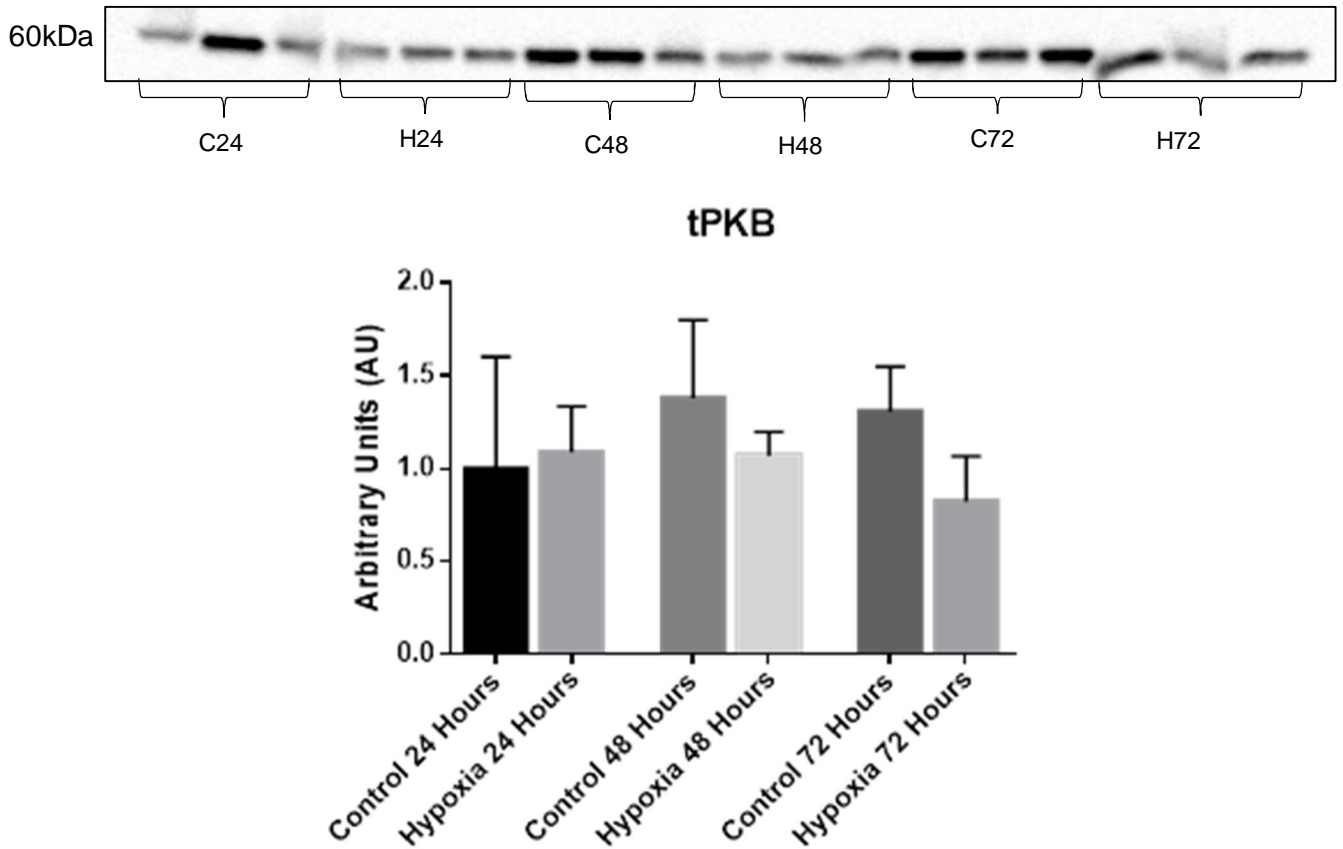 60kDa
C24 H24 C48 H48 C72 H72
tPKB
2.0
1.5
1.0
0.5
0.0
Arbitrary Units (AU)
Control 24 Hours
Hypoxia 24 Hours
Control 48 Hours
Hypoxia 48 Hours
Control 72 Hours
Hypoxia 72 Hours